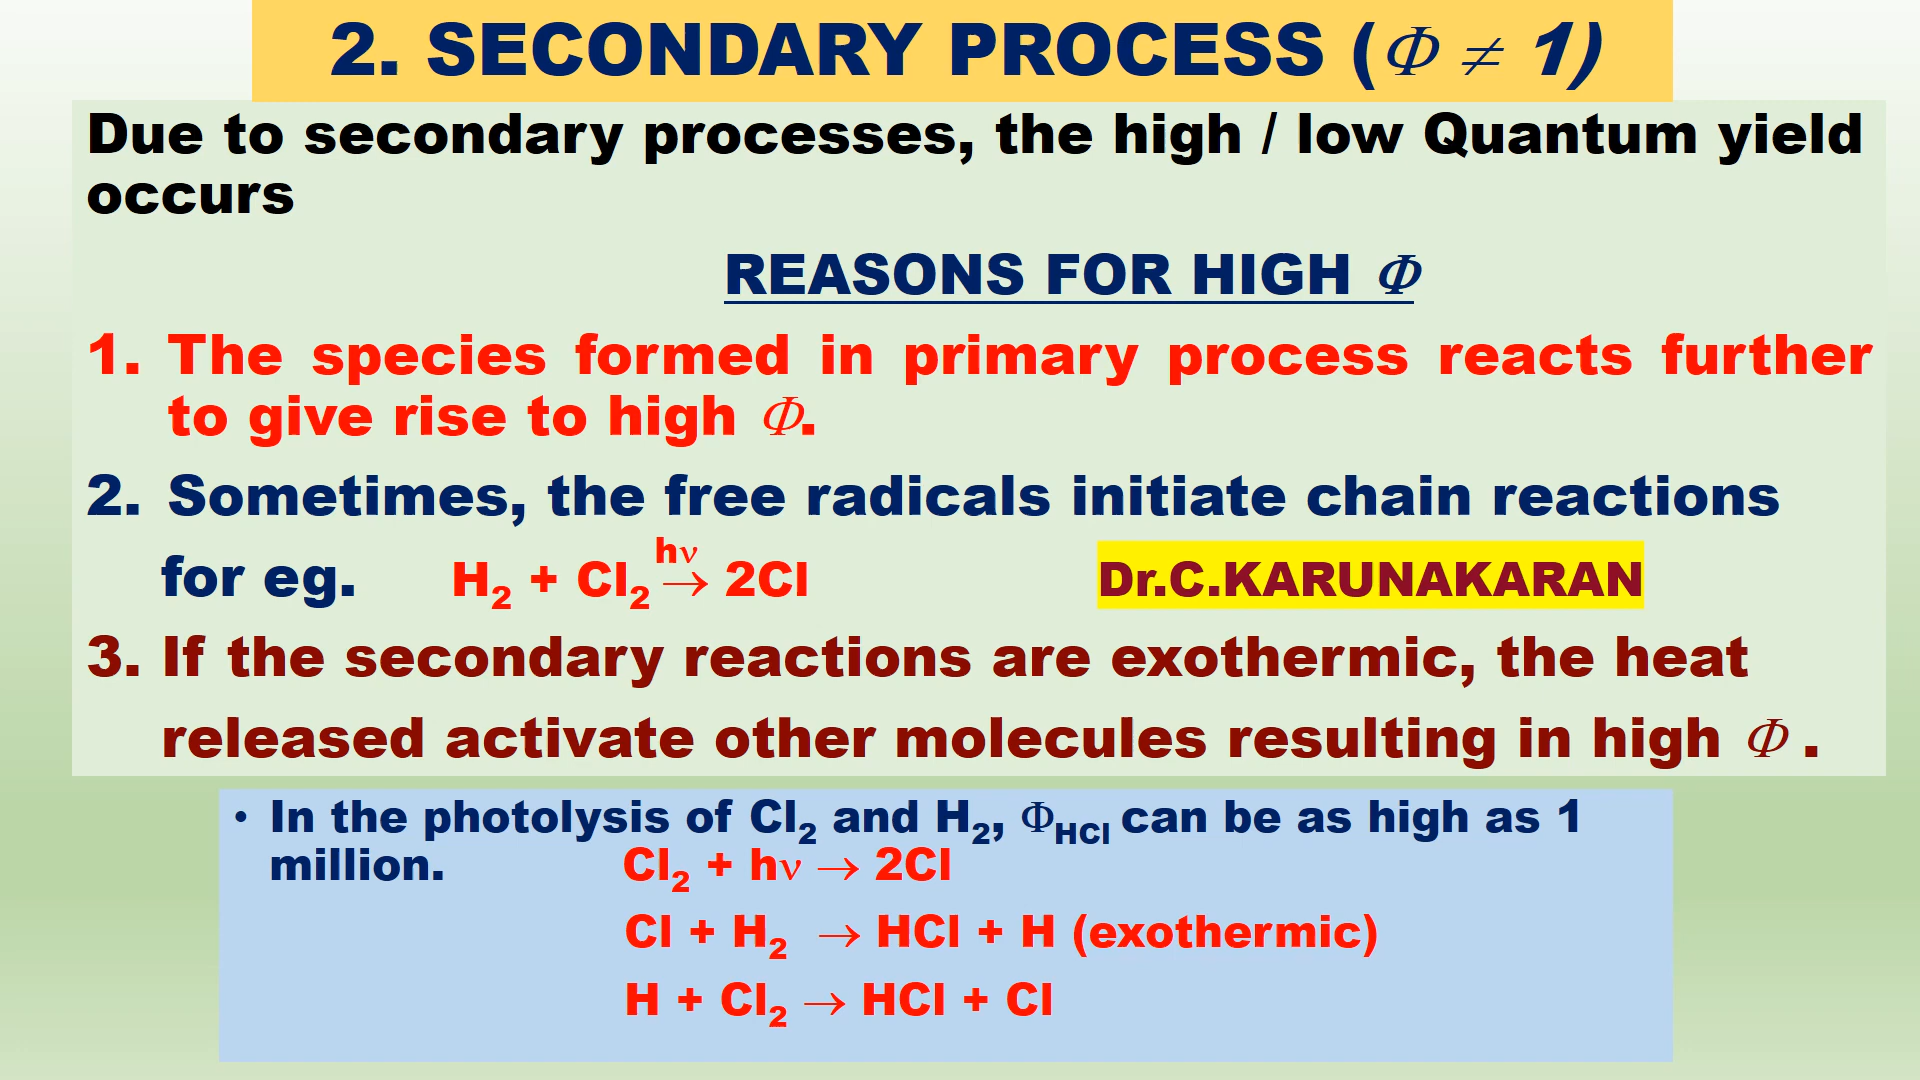 2. SECONDARY PROCESS (Φ ≠ 1)
Due to secondary processes, the high / low Quantum yield
occurs
REASONS FOR HIGH Φ
1. The species formed in primary process reacts further
to give rise to high Φ.
2. Sometimes, the free radicals initiate chain reactions
hν
for eg. H₂ + Cl₂ → 2Cl Dr.C.KARUNAKARAN
3. If the secondary reactions are exothermic, the heat
released activate other molecules resulting in high Φ .
• In the photolysis of Cl₂ and H₂, Φ_HCl can be as high as 1
million. Cl₂ + hν → 2Cl
Cl + H₂ → HCl + H (exothermic)
H + Cl₂ → HCl + Cl